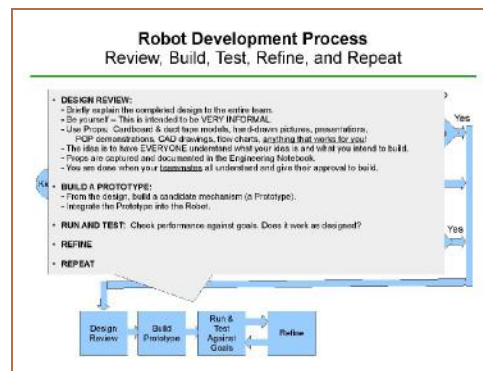 Robot Development Process
Review, Build, Test, Refine, and Repeat
• DESIGN REVIEW:
- Briefly explain the completed design to the entire team.
- Be yourself – This is intended to be VERY INFORMAL.
- Use Props: Cardboard & duct tape models, hand-drawn pictures, presentations,
POP demonstrations, CAD drawings, flow charts, anything that works for you!
- The idea is to have EVERYONE understand what your idea is and what you intend to build.
- Props are captured and documented in the Engineering Notebook.
- You are done when your teammates all understand and give their approval to build.
• BUILD A PROTOTYPE:
- From the design, build a candidate mechanism (a Prototype).
- Integrate the Prototype into the Robot.
• RUN AND TEST: Check performance against goals. Does it work as designed?
• REFINE
• REPEAT
Yes
Yes
Design
Review
Build
Prototype
Run &
Test
Against
Goals
Refine